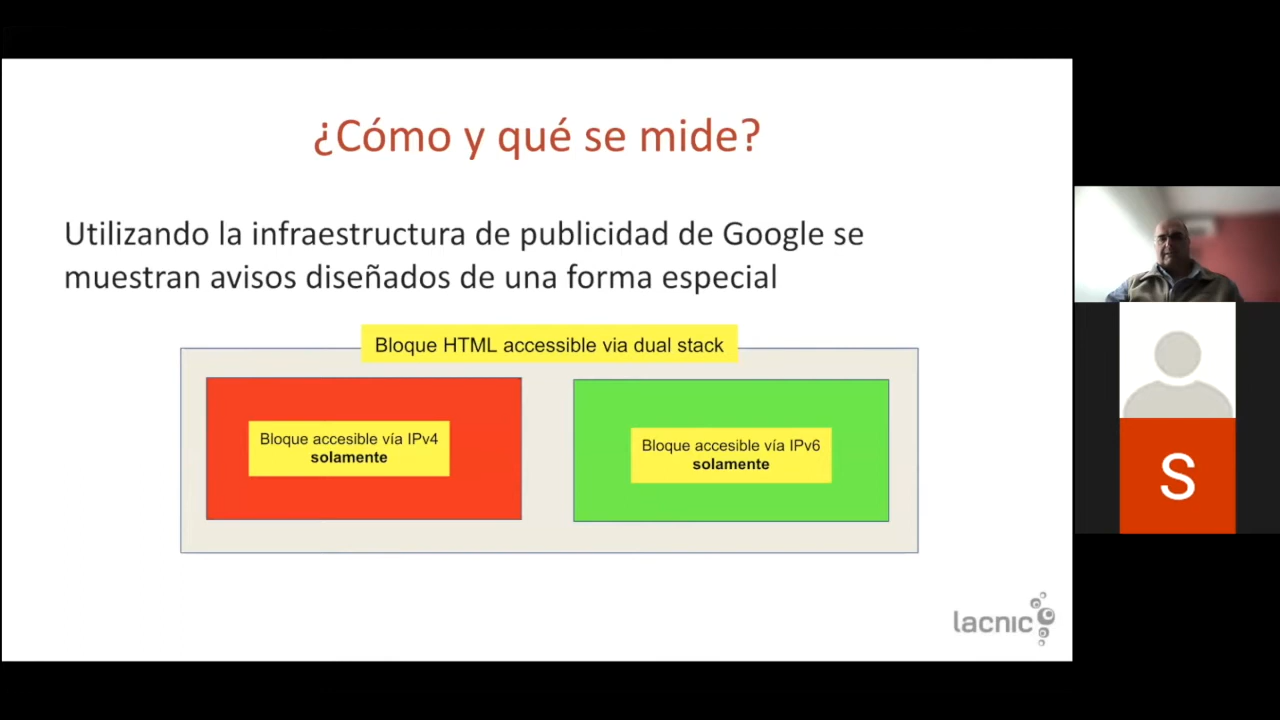 ¿Cómo y qué se mide?
Utilizando la infraestructura de publicidad de Google se
muestran avisos diseñados de una forma especial
Bloque HTML accessible via dual stack
Bloque accesible vía IPv4
solamente
Bloque accesible vía IPv6
solamente
lacnic
S